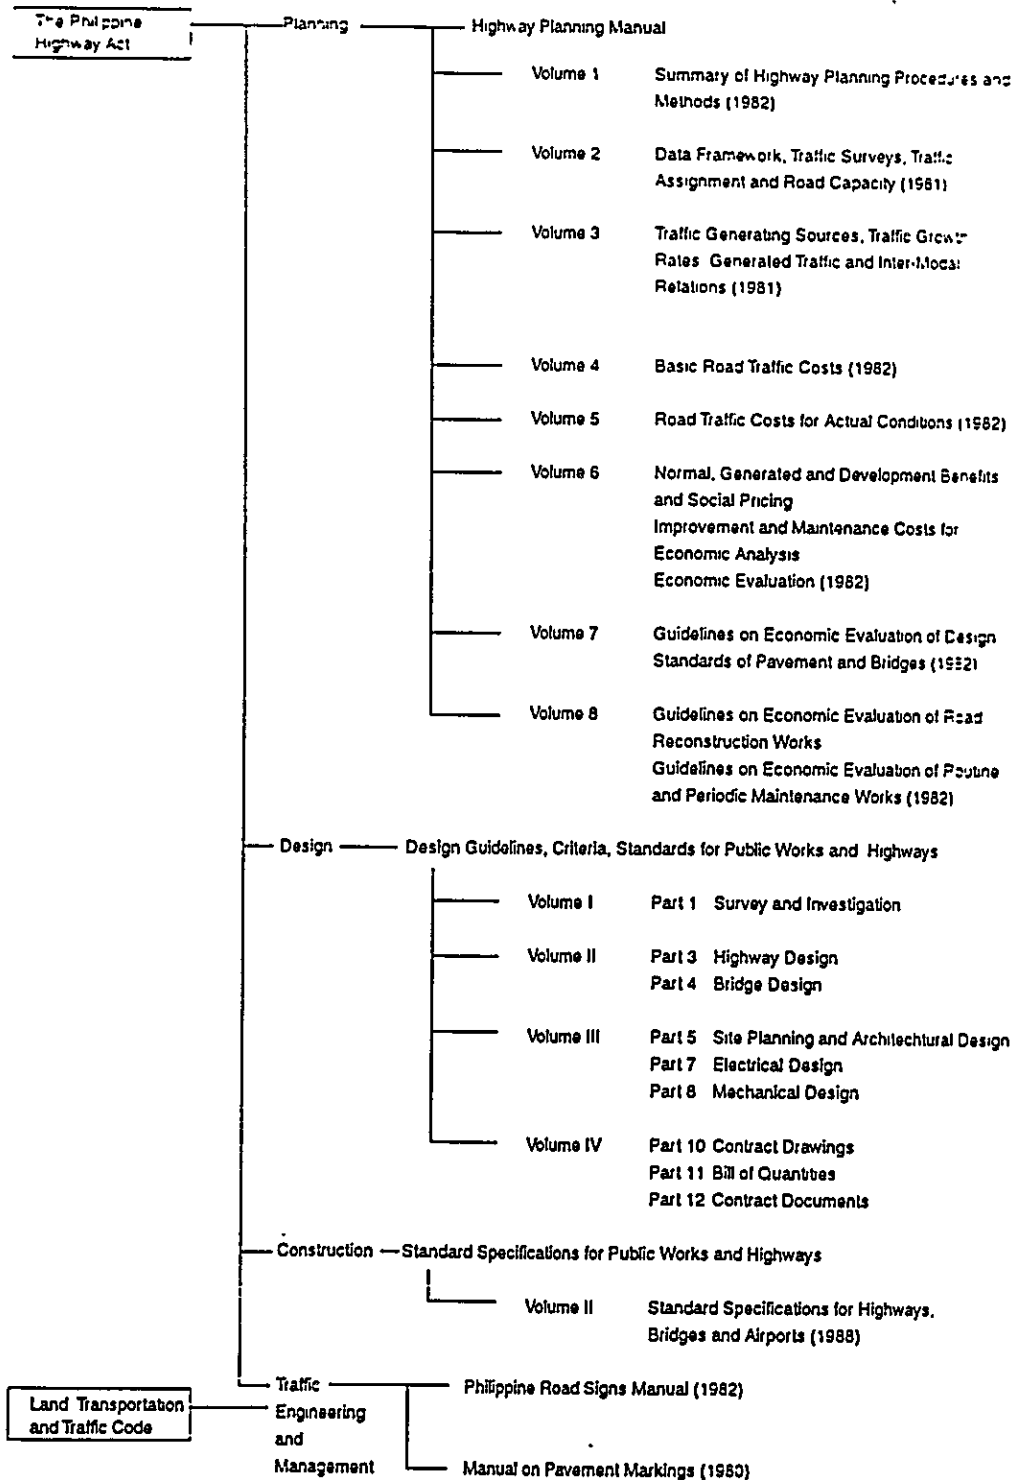 The Philippine
Highway Act
Planning
Highway Planning Manual
Volume 1 Summary of Highway Planning Procedures and
Methods (1982)
Volume 2 Data Framework, Traffic Surveys, Traffic
Assignment and Road Capacity (1981)
Volume 3 Traffic Generating Sources, Traffic Growth
Rates Generated Traffic and Inter-Modal
Relations (1981)
Volume 4 Basic Road Traffic Costs (1982)
Volume 5 Road Traffic Costs for Actual Conditions (1982)
Volume 6 Normal, Generated and Development Benefits
and Social Pricing
Improvement and Maintenance Costs for
Economic Analysis
Economic Evaluation (1982)
Volume 7 Guidelines on Economic Evaluation of Design
Standards of Pavement and Bridges (1982)
Volume 8 Guidelines on Economic Evaluation of Road
Reconstruction Works
Guidelines on Economic Evaluation of Routine
and Periodic Maintenance Works (1982)
Design Design Guidelines, Criteria, Standards for Public Works and Highways
Volume I Part 1 Survey and Investigation
Volume II Part 3 Highway Design
Part 4 Bridge Design
Volume III Part 5 Site Planning and Architechtural Design
Part 7 Electrical Design
Part 8 Mechanical Design
Volume IV Part 10 Contract Drawings
Part 11 Bill of Quantities
Part 12 Contract Documents
Construction Standard Specifications for Public Works and Highways
Volume II Standard Specifications for Highways,
Bridges and Airports (1988)
Land Transportation
and Traffic Code
Traffic
Engineering
and
Management
Philippine Road Signs Manual (1982)
Manual on Pavement Markings (1980)